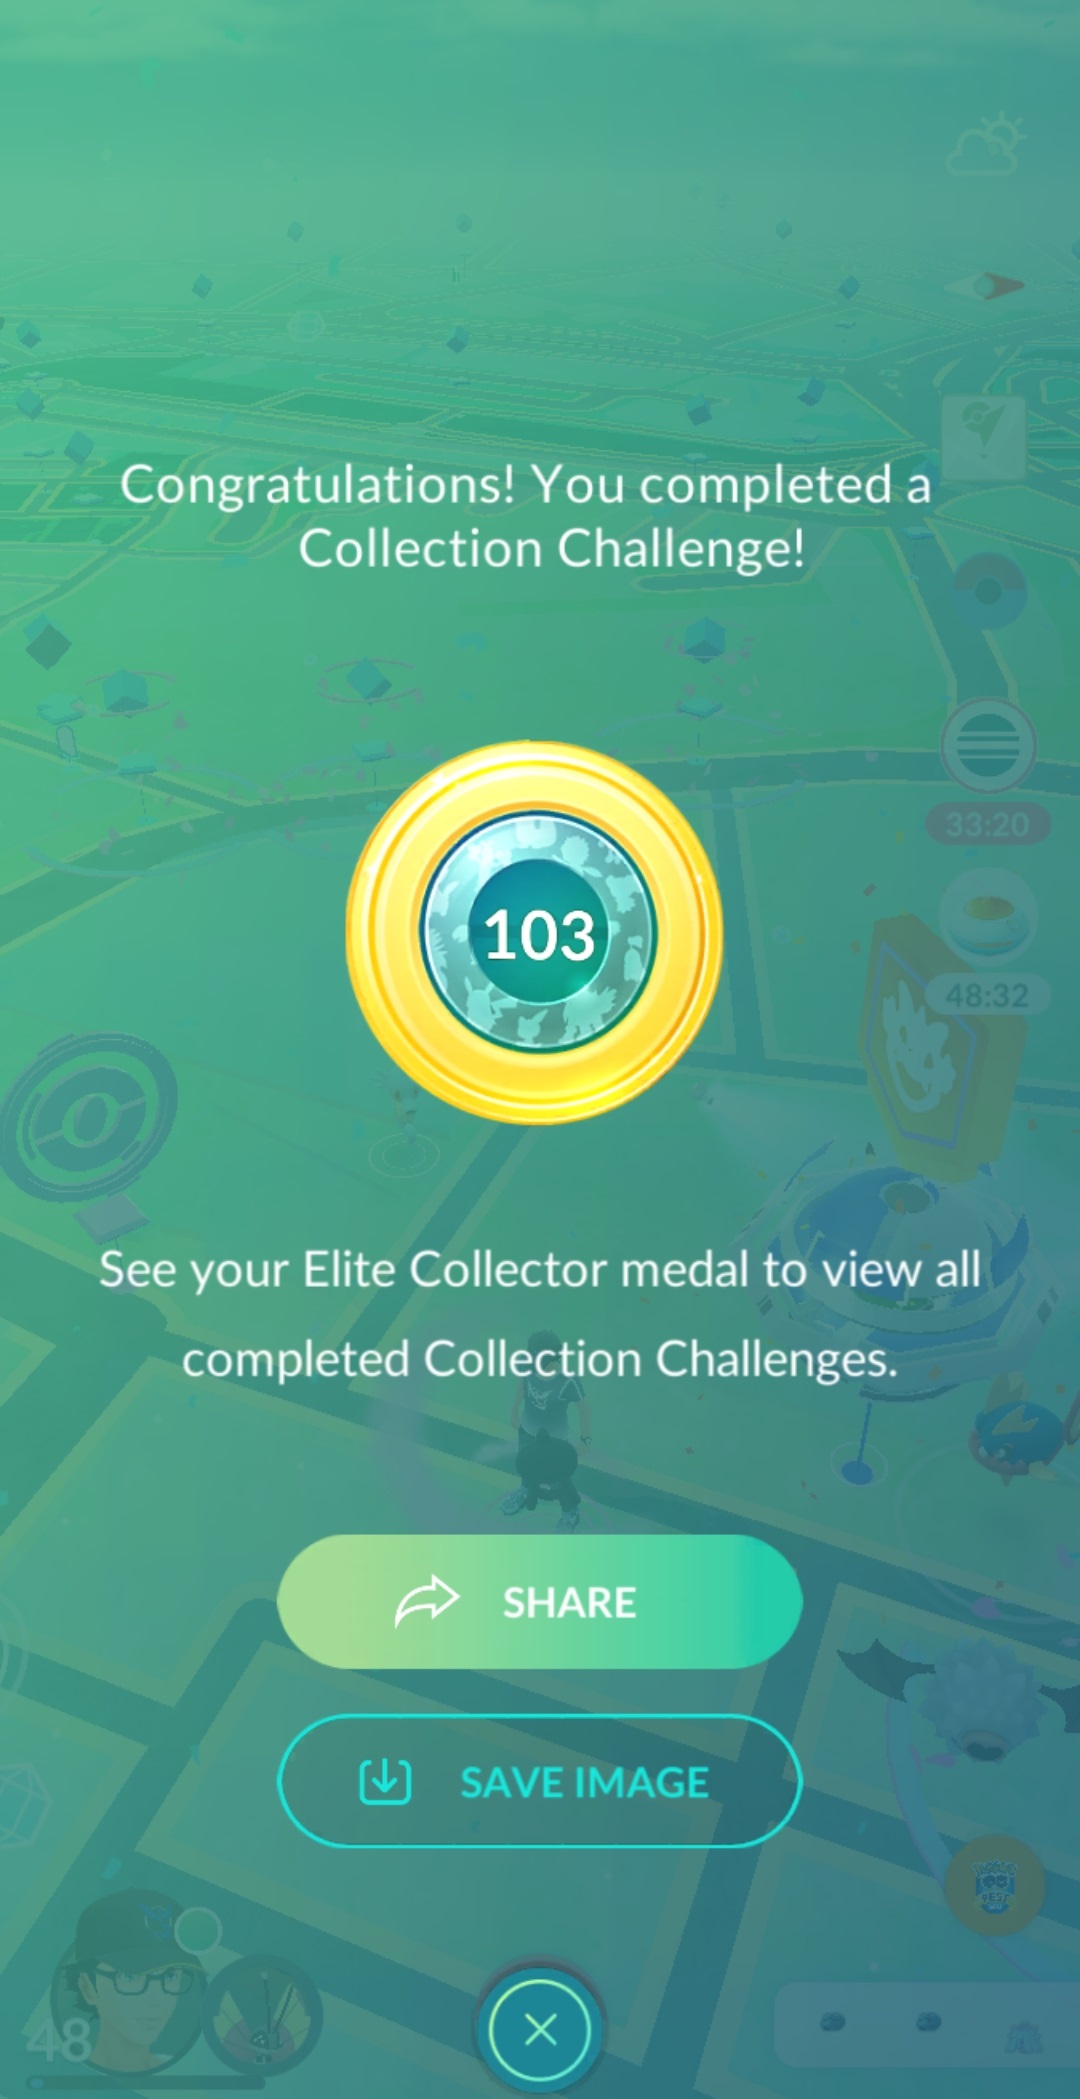 Congratulations! You completed a
Collection Challenge!
33:20
103
48:32
See your Elite Collector medal to view all
completed Collection Challenges.
SHARE
SAVE IMAGE
48